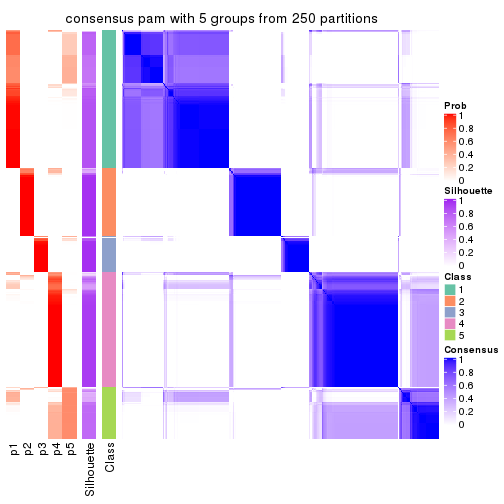 consensus pam with 5 groups from 250 partitions
Prob
1
0.8
0.6
0.4
0.2
0
Silhouette
1
0.8
0.6
0.4
0.2
0
Class
1
2
3
4
5
Consensus
1
0.8
0.6
0.4
0.2
0
p1
p2
p3
p4
p5
Silhouette
Class